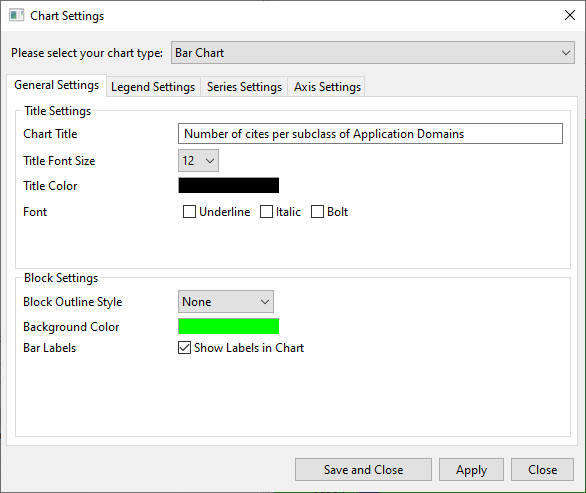 Chart Settings
Please select your chart type: Bar Chart
General Settings Legend Settings Series Settings Axis Settings
Title Settings
Chart Title Number of cites per subclass of Application Domains
Title Font Size 12
Title Color
Font Underline Italic Bolt
Block Settings
Block Outline Style None
Background Color
Bar Labels Show Labels in Chart
Save and Close Apply Close